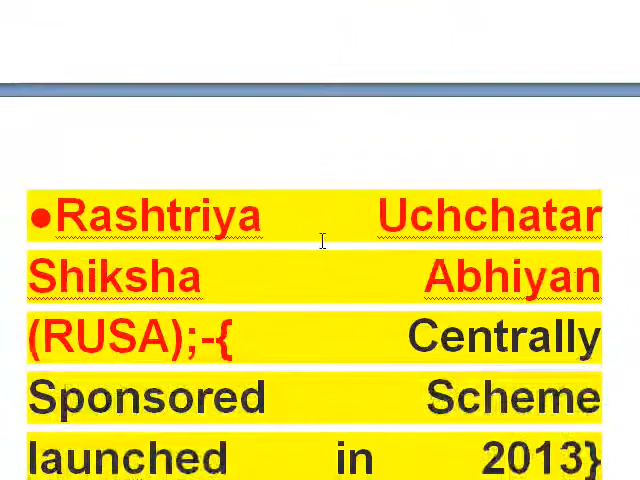 ●Rashtriya Uchchatar
Shiksha Abhiyan
(RUSA);-{ Centrally
Sponsored Scheme
launched in 2013}